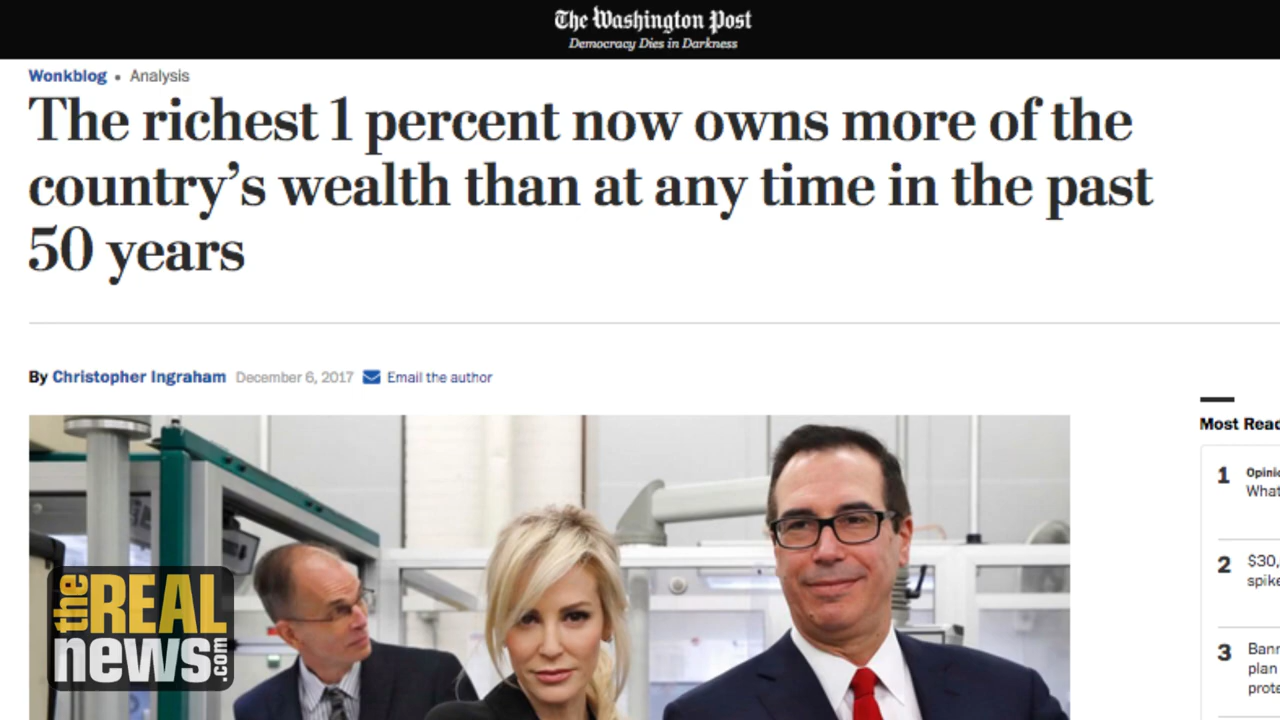 The Washington Post
Democracy Dies in Darkness
Wonkblog • Analysis
The richest 1 percent now owns more of the
country’s wealth than at any time in the past
50 years
By Christopher Ingraham December 6, 2017 Email the author
Most Read
1 Opinio
What
2 $30,
spike
3 Bann
plan
prote
the REAL
news.com